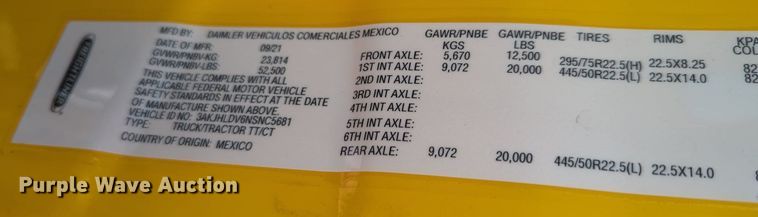 FREIGHTLINER
MFD BY: DAIMLER VEHICULOS COMERCIALES MEXICO
DATE OF MFR: 09/21
GVWR/PNBV-KG: 23,814
GVWR/PNBV-LBS: 52,500
THIS VEHICLE COMPLIES WITH ALL
APPLICABLE FEDERAL MOTOR VEHICLE
SAFETY STANDARDS IN EFFECT AT THE DATE
OF MANUFACTURE SHOWN ABOVE.
VEHICLE ID NO: 3AKJHLDV6NSNC5681
TYPE: TRUCK/TRACTOR TT/CT
COUNTRY OF ORIGIN: MEXICO
GAWR/PNBE GAWR/PNBE TIRES RIMS KPA
KGS LBS COL
FRONT AXLE: 5,670 12,500 295/75R22.5(H) 22.5X8.25 82
1ST INT AXLE: 9,072 20,000 445/50R22.5(L) 22.5X14.0 82
2ND INT AXLE:
3RD INT AXLE:
4TH INT AXLE:
5TH INT AXLE:
6TH INT AXLE:
REAR AXLE: 9,072 20,000 445/50R22.5(L) 22.5X14.0
Purple Wave Auction